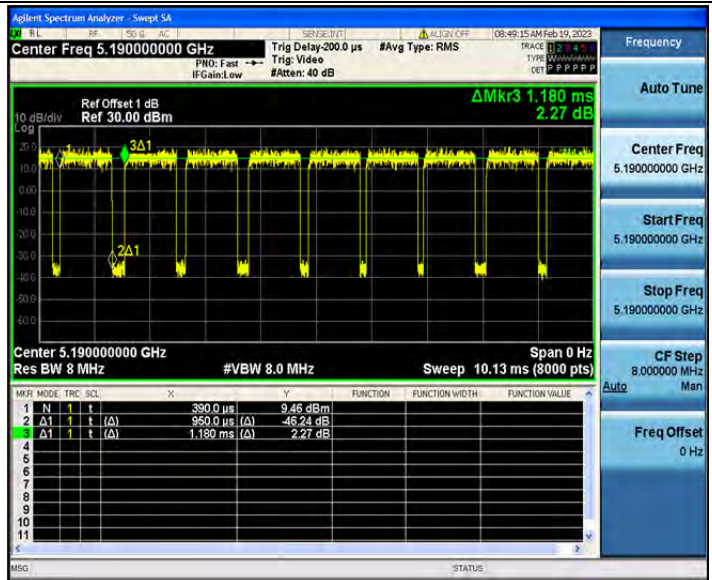 Agilent Spectrum Analyzer - Swept SA
RL RF 50 Ω AC SENSE:INT ALIGN OFF 08:49:15 AM Feb 19, 2023
Center Freq 5.190000000 GHz
PNO: Fast
IFGain:Low
Trig Delay-200.0 µs
Trig: Video
#Atten: 40 dB
#Avg Type: RMS
TRACE 1 2 3 4 5 6
TYPE W
DET P P P P P P
Frequency
ΔMkr3 1.180 ms
2.27 dB
Ref Offset 1 dB
10 dB/div Ref 30.00 dBm
Log
20.0
10.0
0.00
-10.0
-20.0
-30.0
-40.0
-50.0
-60.0
1
3Δ1
2Δ1
Center 5.190000000 GHz Span 0 Hz
Res BW 8 MHz #VBW 8.0 MHz Sweep 10.13 ms (8000 pts)
MKR MODE TRC SCL X Y FUNCTION FUNCTION WIDTH FUNCTION VALUE
1 N 1 t 390.0 µs 9.46 dBm
2 Δ1 1 t (Δ) 950.0 µs (Δ) -46.24 dB
3 Δ1 1 t (Δ) 1.180 ms (Δ) 2.27 dB
4
5
6
7
8
9
10
11
MSG STATUS
Auto Tune
Center Freq
5.190000000 GHz
Start Freq
5.190000000 GHz
Stop Freq
5.190000000 GHz
CF Step
8.000000 MHz
Auto Man
Freq Offset
0 Hz